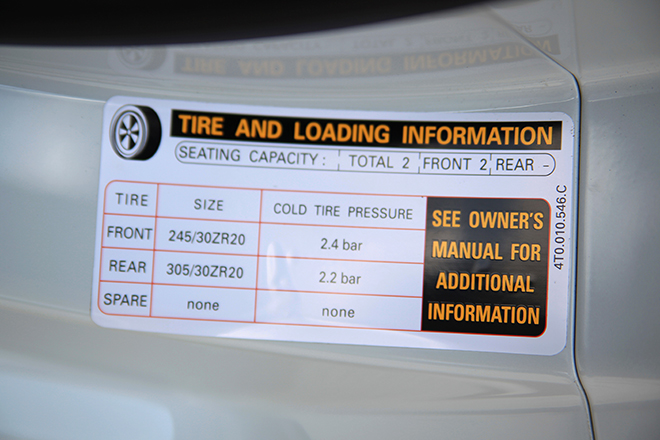 TIRE AND LOADING INFORMATION
SEATING CAPACITY : TOTAL 2 FRONT 2 REAR -
TIRE SIZE COLD TIRE PRESSURE
FRONT 245/30ZR20 2.4 bar
REAR 305/30ZR20 2.2 bar
SPARE none none
SEE OWNER'S
MANUAL FOR
ADDITIONAL
INFORMATION
4T0.010.546.C